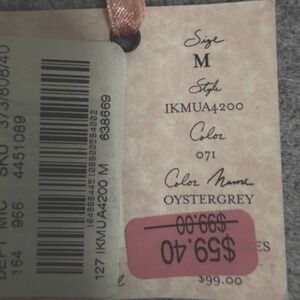 Size
M
Style
IKMUA4200
Color
071
Color Name
OYSTERGREY
$99.00
$59.40
ES
$99.00
DEPT MIC SKU 373/808/40
164 966 4451089
127 IKMUA4200 M 638669